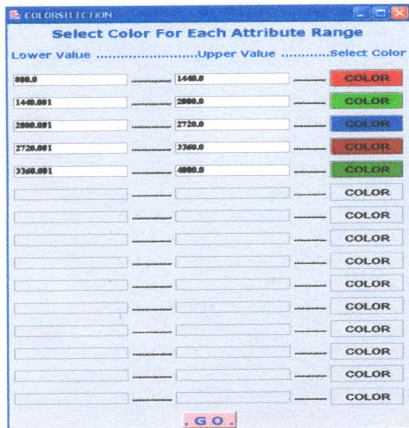 COLORSELECTION
Select Color For Each Attribute Range
Lower Value ........................Upper Value ............Select Color
800.0 1440.0 COLOR
1440.001 2080.0 COLOR
2080.001 2720.0 COLOR
2720.001 3360.0 COLOR
3360.001 4000.0 COLOR
COLOR
COLOR
COLOR
COLOR
COLOR
COLOR
COLOR
COLOR
COLOR
COLOR
. G O .